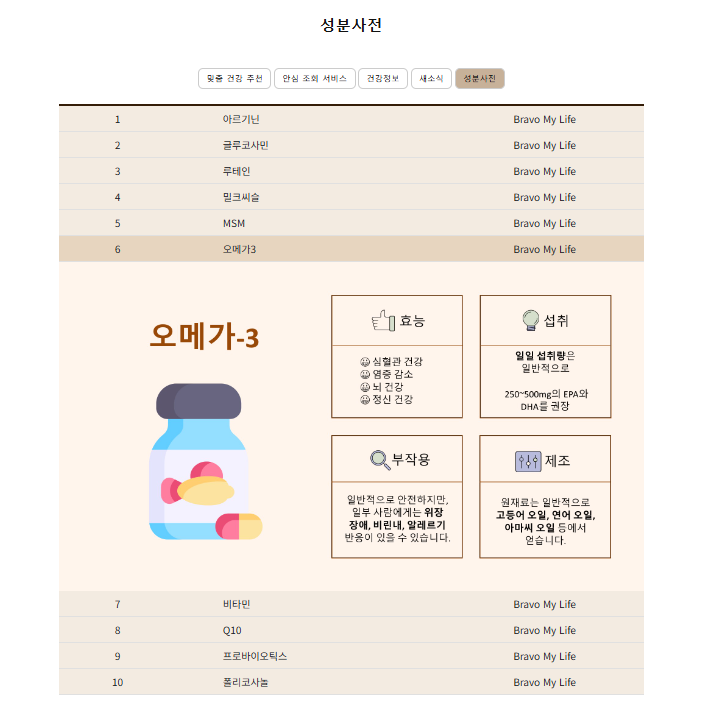 성분사전
맞춤 건강 추천 안심 조회 서비스 건강정보 새소식 성분사전
1 아르기닌 Bravo My Life
2 글루코사민 Bravo My Life
3 루테인 Bravo My Life
4 밀크씨슬 Bravo My Life
5 MSM Bravo My Life
6 오메가3 Bravo My Life
오메가-3
효능
심혈관 건강
염증 감소
뇌 건강
정신 건강
섭취
일일 섭취량은
일반적으로
250~500mg의 EPA와
DHA를 권장
부작용
일반적으로 안전하지만,
일부 사람에게는 위장
장애, 비린내, 알레르기
반응이 있을 수 있습니다.
제조
원재료는 일반적으로
고등어 오일, 연어 오일,
아마씨 오일 등에서
얻습니다.
7 비타민 Bravo My Life
8 Q10 Bravo My Life
9 프로바이오틱스 Bravo My Life
10 폴리코사놀 Bravo My Life